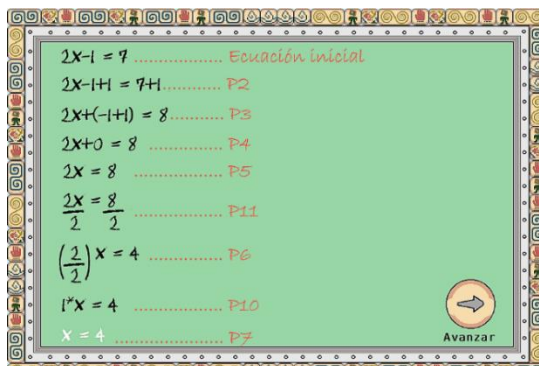 2x-1 = 7 ..................... Ecuación inicial
2x-1+1 = 7+1.............. P2
2x+(-1+1) = 8............. P3
2x+0 = 8 .................. P4
2x = 8 ..................... P5
2x/2 = 8/2 ..................... P11
(2/2)x = 4 .................. P6
1*x = 4 ..................... P10
x = 4 ......................... P7
Avanzar